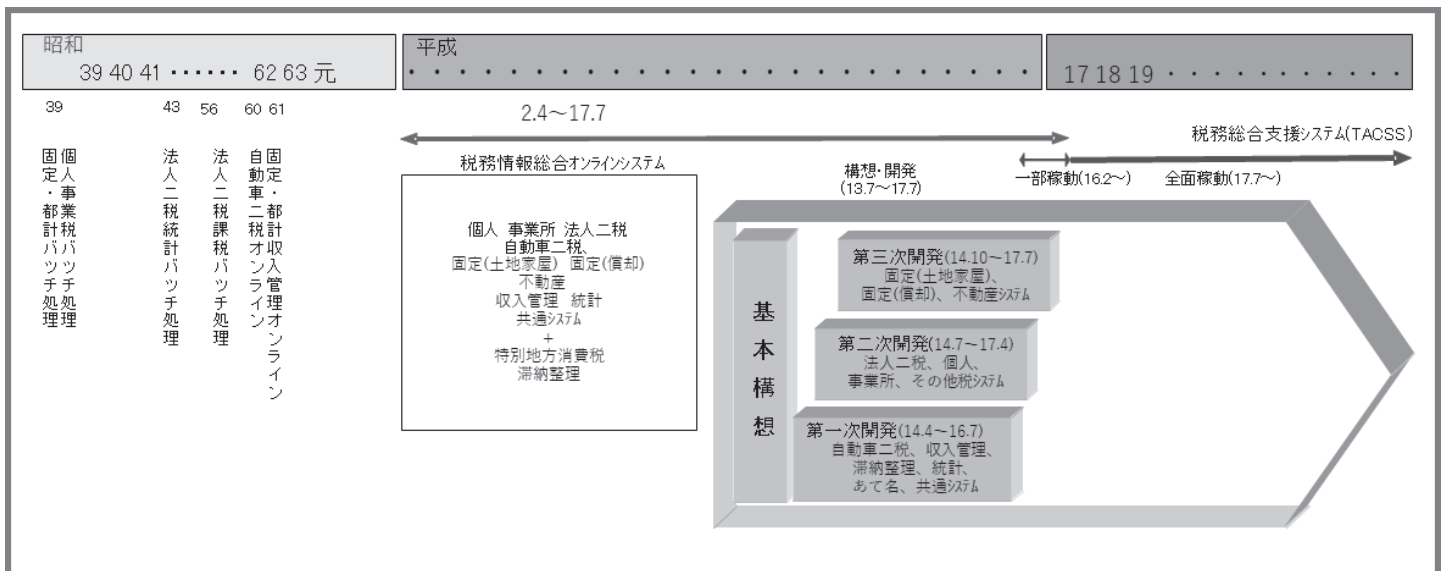 昭和
39 40 41 ‥‥‥ 62 63 元
平成
・・・・・・・・・・・・・・・・・・・・・・・・・
17 18 19 ・・・・・・・・・・・
39
43
56
60 61
固定・都計バッチ処理
個人事業税バッチ処理
法人二税統計バッチ処理
法人二税課税バッチ処理
自動車二税オンライン
固定・都計収入管理オンライン
2.4～17.7
税務情報総合オンラインシステム
個人 事業所 法人二税
自動車二税、
固定(土地家屋) 固定(償却)
不動産
収入管理 統計
共通システム
+
特別地方消費税
滞納整理
税務総合支援システム(TACSS)
構想・開発
(13.7～17.7)
一部稼動(16.2～)
全面稼動(17.7～)
基本構想
第三次開発(14.10～17.7)
固定(土地家屋)、
固定(償却)、不動産システム
第二次開発(14.7～17.4)
法人二税、個人、
事業所、その他税システム
第一次開発(14.4～16.7)
自動車二税、収入管理、
滞納整理、統計、
あて名、共通システム